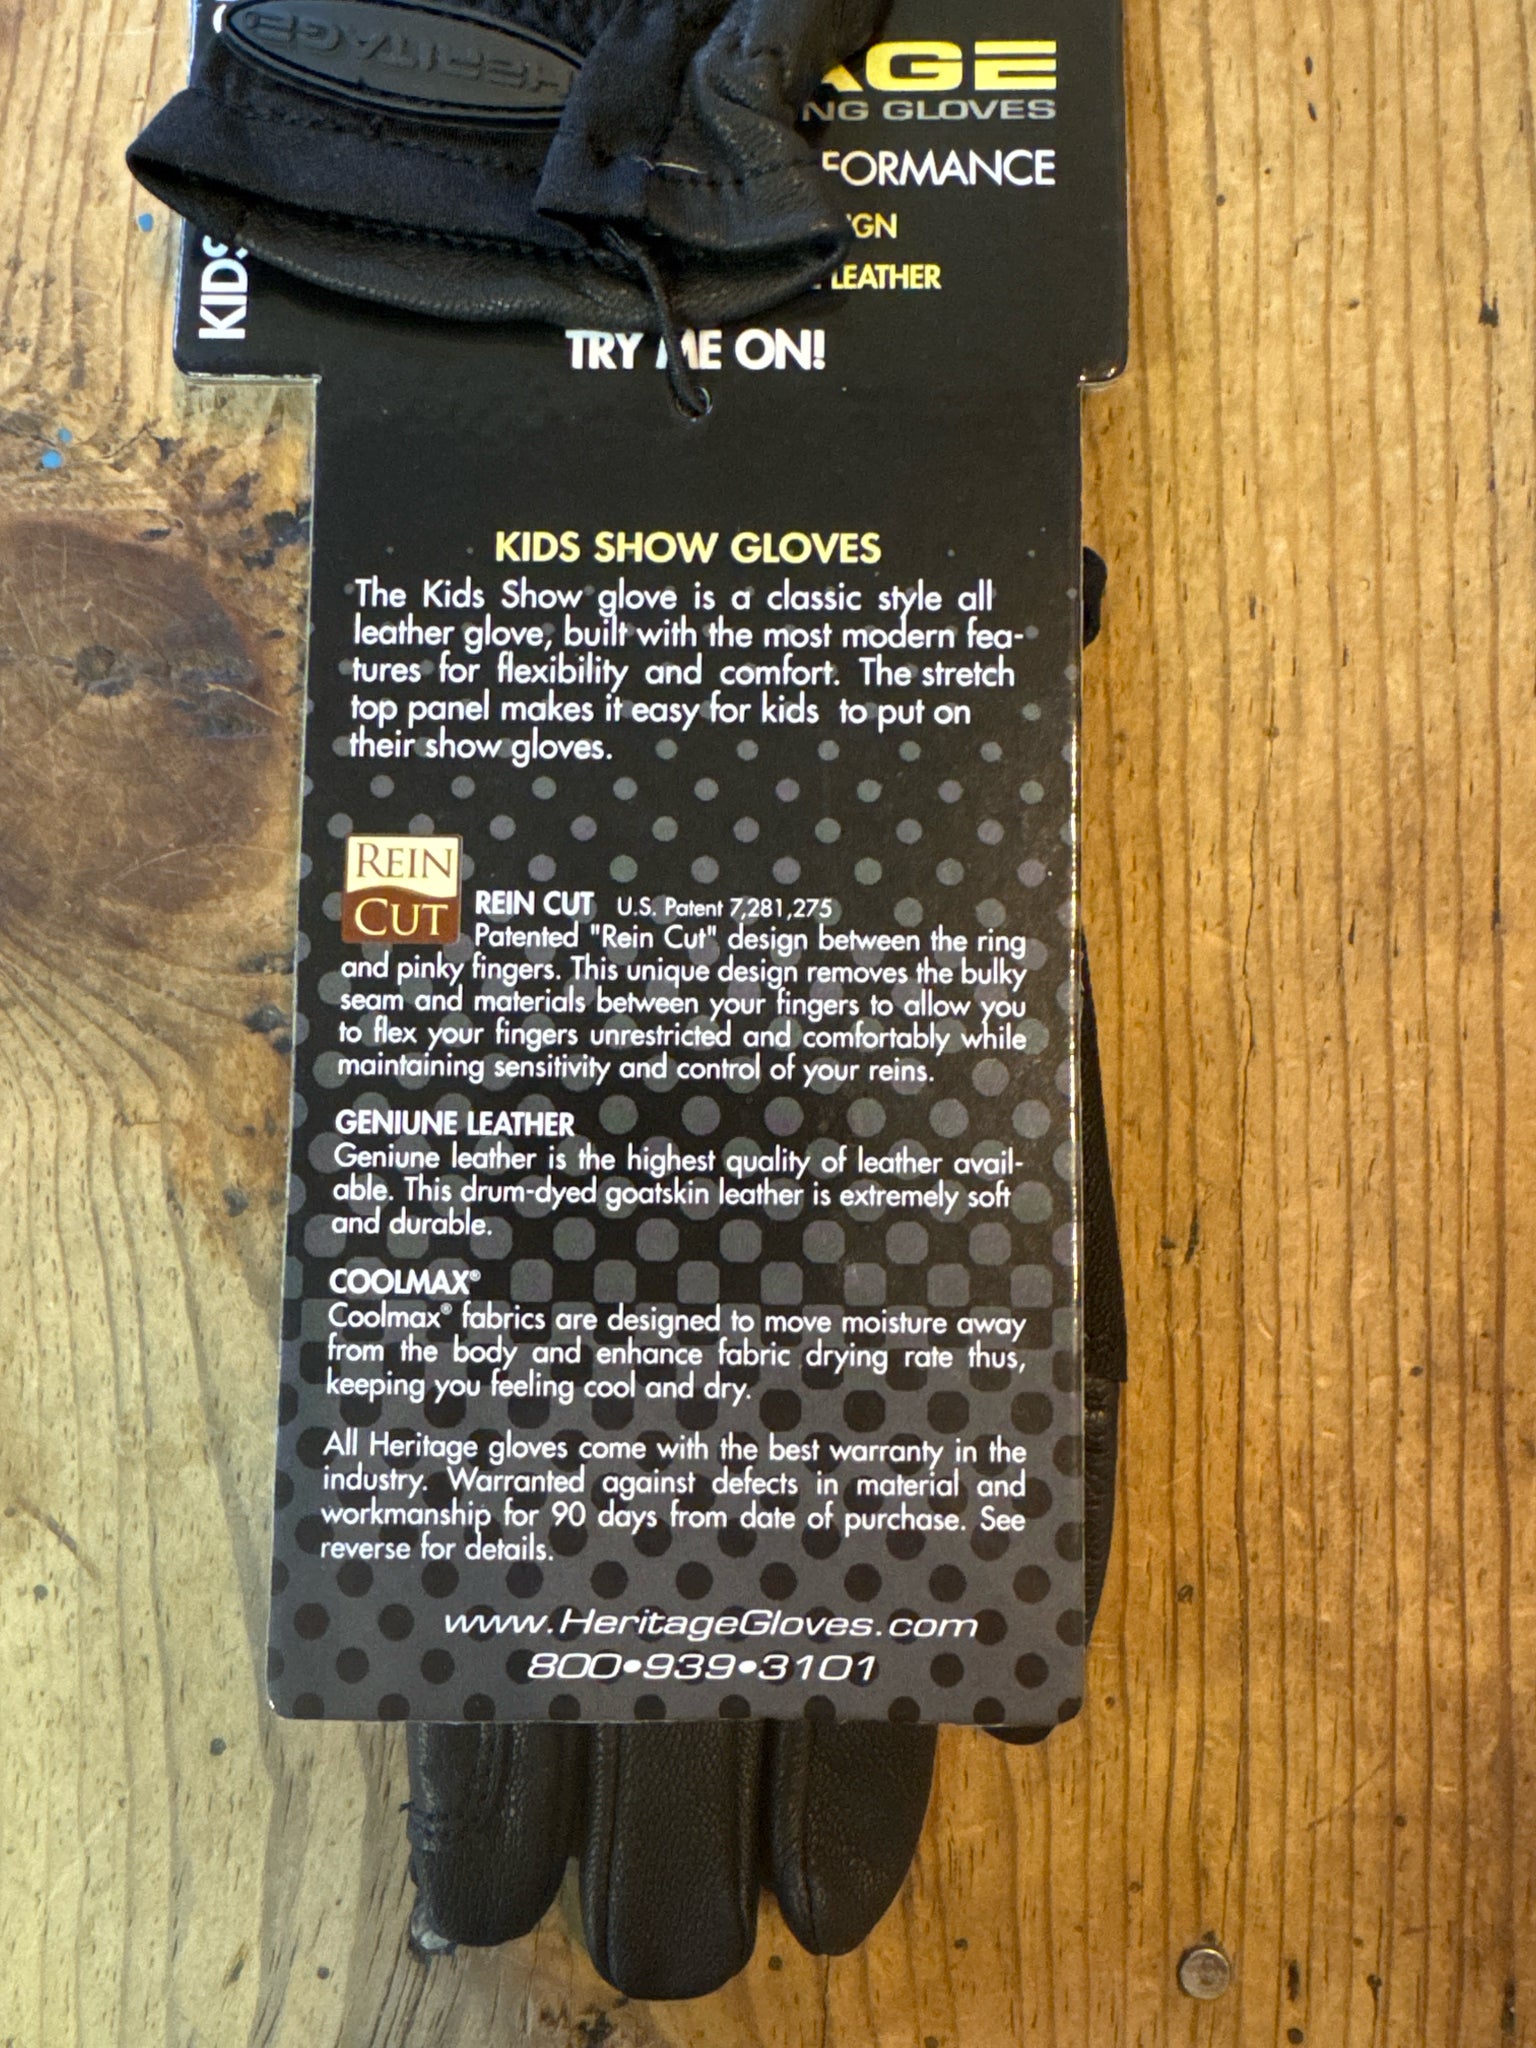 HERITAGE
AGE
NG GLOVES
FORMANCE
IGN
LEATHER
KIDS
TRY ME ON!
KIDS SHOW GLOVES
The Kids Show glove is a classic style all
leather glove, built with the most modern fea-
tures for flexibility and comfort. The stretch
top panel makes it easy for kids to put on
their show gloves.
REIN
CUT
REIN CUT U.S. Patent 7,281,275
Patented "Rein Cut" design between the ring
and pinky fingers. This unique design removes the bulky
seam and materials between your fingers to allow you
to flex your fingers unrestricted and comfortably while
maintaining sensitivity and control of your reins.
GENIUNE LEATHER
Geniune leather is the highest quality of leather avail-
able. This drum-dyed goatskin leather is extremely soft
and durable.
COOLMAX®
Coolmax® fabrics are designed to move moisture away
from the body and enhance fabric drying rate thus,
keeping you feeling cool and dry.
All Heritage gloves come with the best warranty in the
industry. Warranted against defects in material and
workmanship for 90 days from date of purchase. See
reverse for details.
www.HeritageGloves.com
800•939•3101